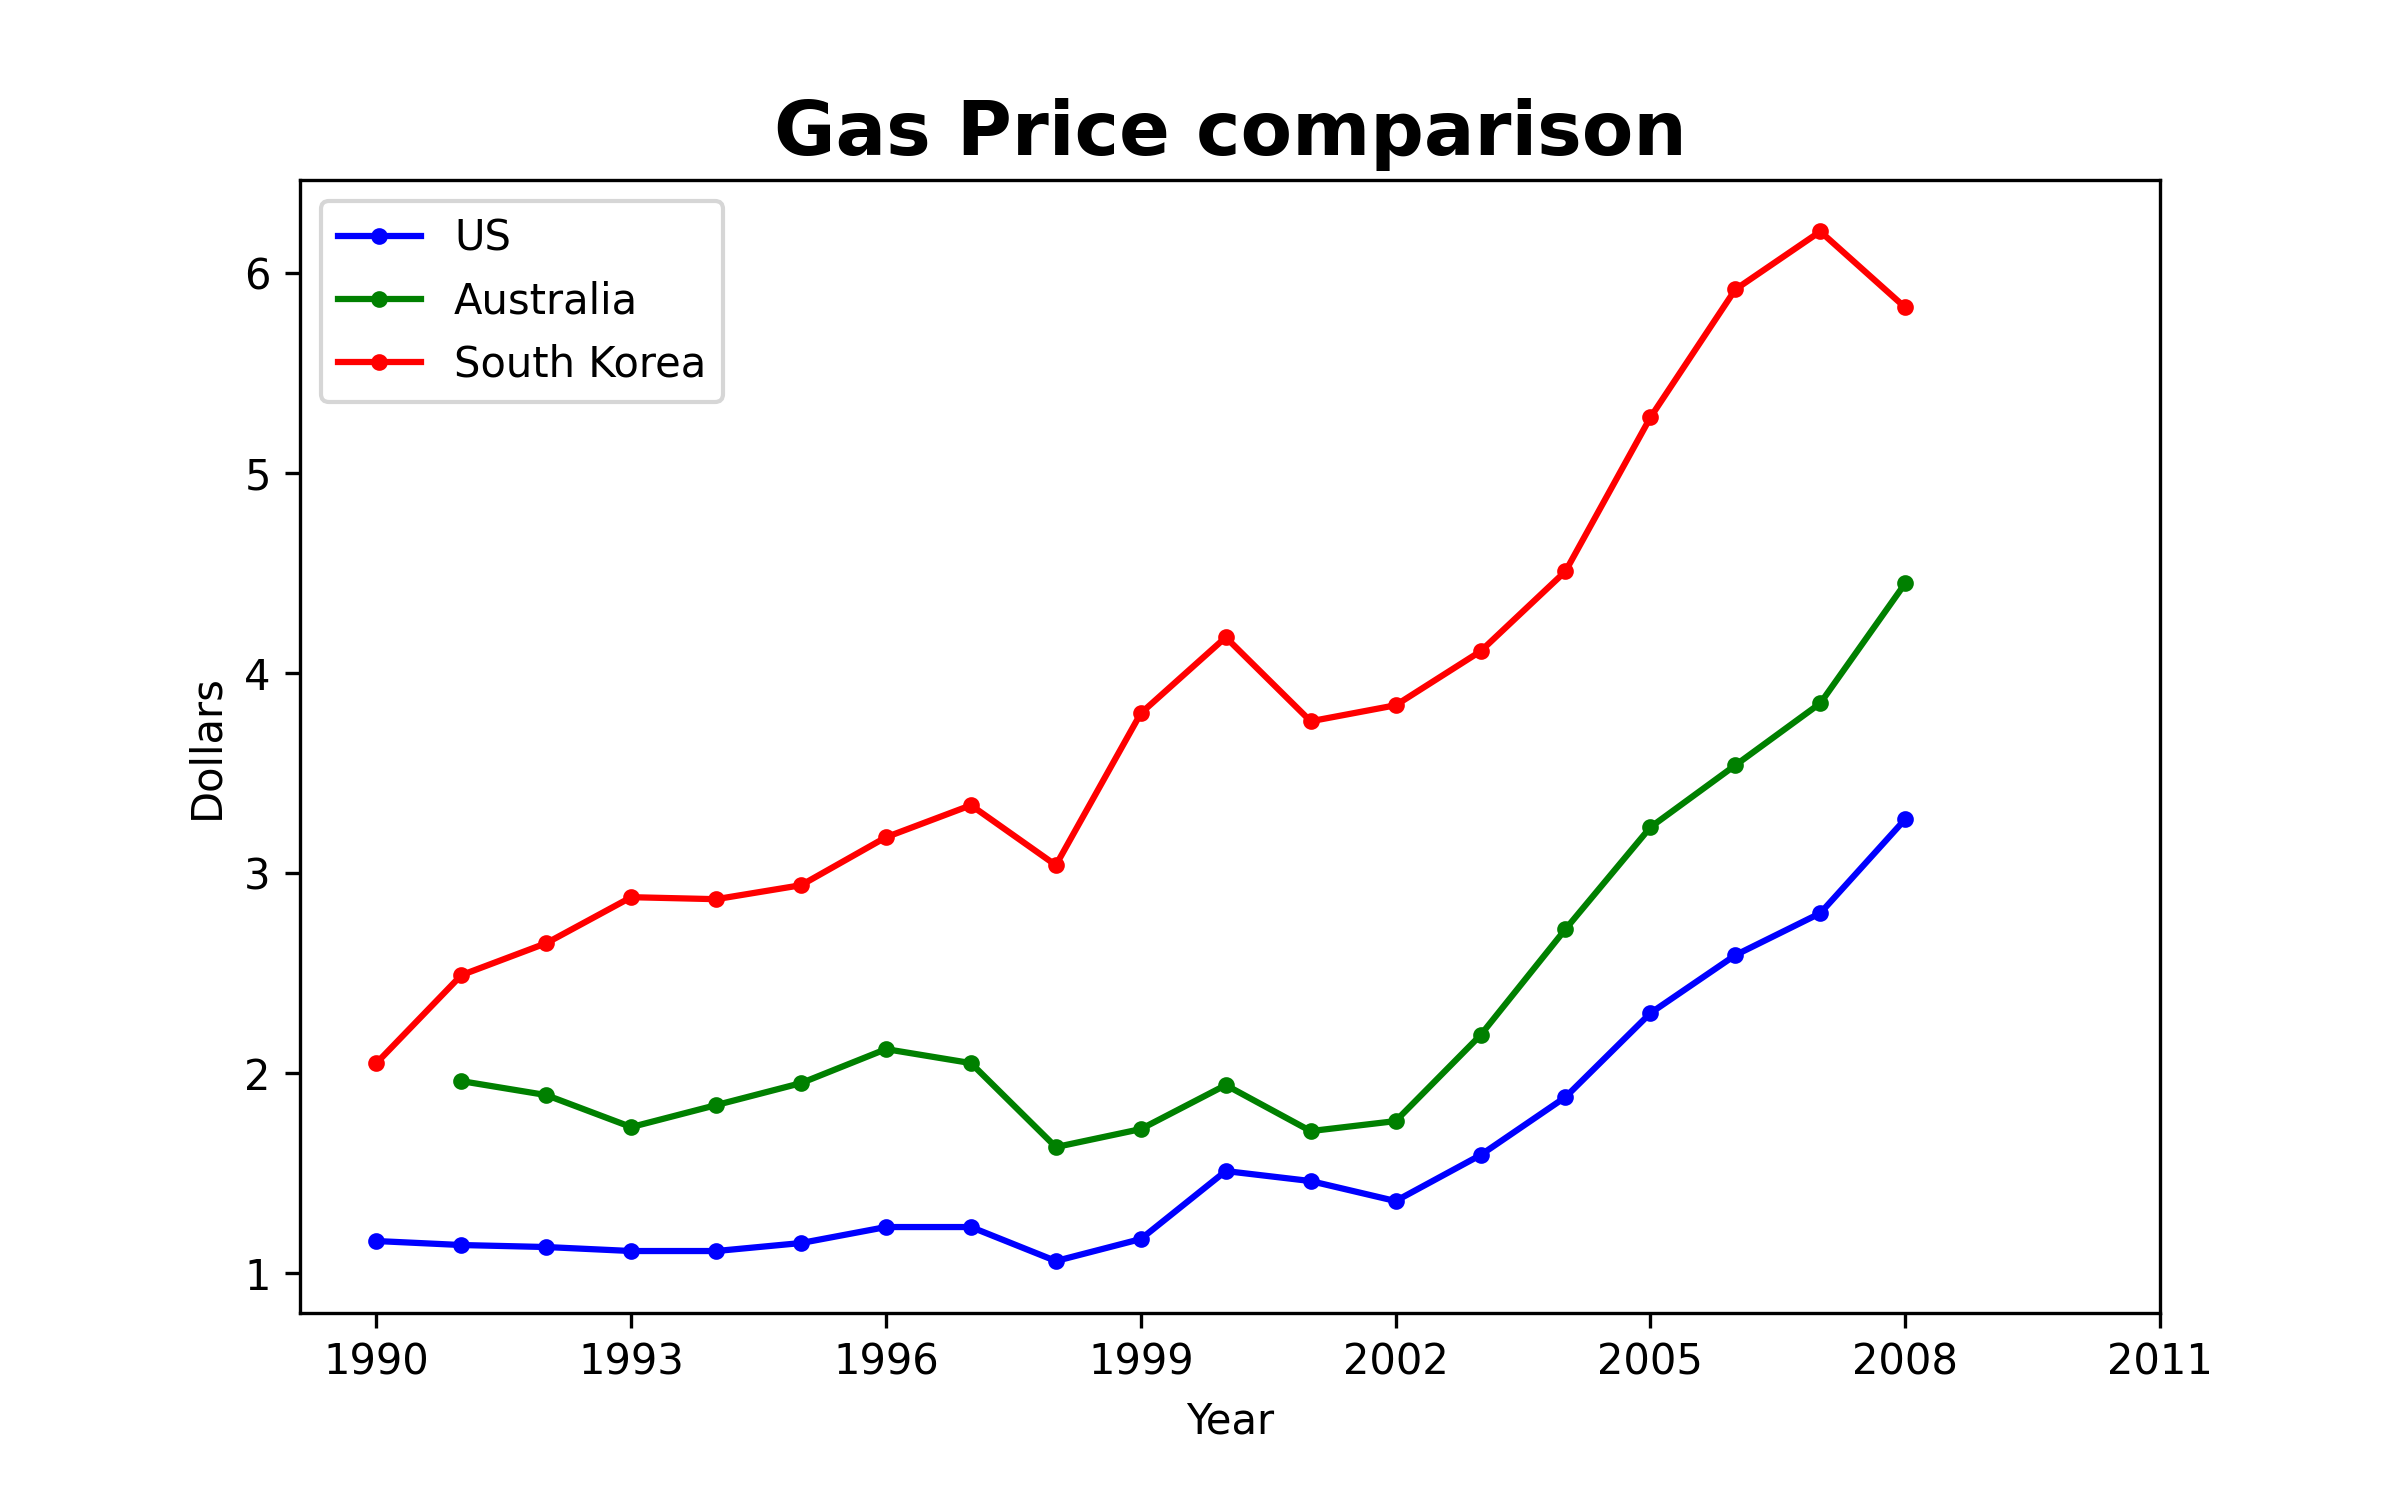 Gas Price comparison
US
Australia
South Korea
6
5
4
3
2
1
Dollars
1990 1993 1996 1999 2002 2005 2008 2011
Year